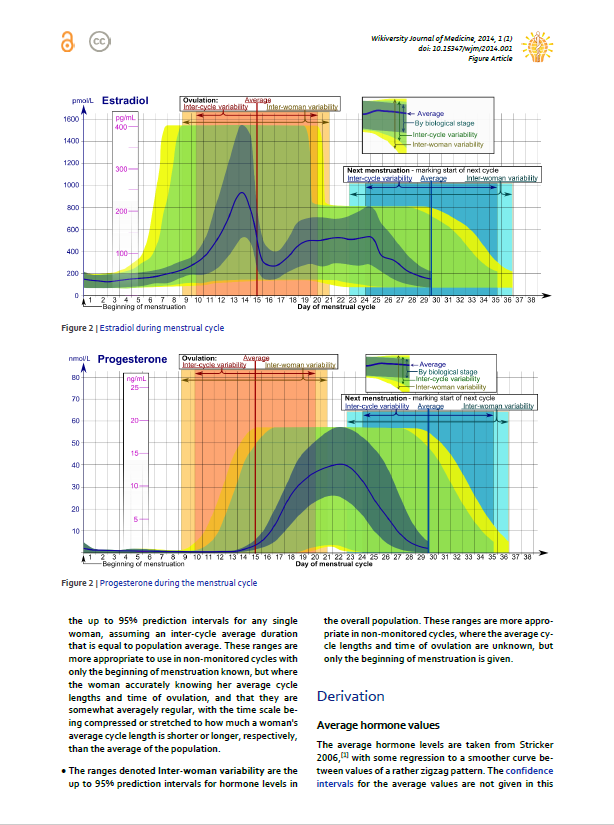 Wikiversity Journal of Medicine, 2014, 1 (1)
doi: 10.15347/wjm/2014.001
Figure Article
cc
pmol/L Estradiol
pg/mL
Ovulation: Average
Inter-cycle variability Inter-woman variability
Average
By biological stage
Inter-cycle variability
Inter-woman variability
Next menstruation - marking start of next cycle
Inter-cycle variability Average Inter-woman variability
1600
1400
1200
1000
800
600
400
200
0
400
300
200
100
1 2 3 4 5 6 7 8 9 10 11 12 13 14 15 16 17 18 19 20 21 22 23 24 25 26 27 28 29 30 31 32 33 34 35 36 37 38
Beginning of menstruation
Day of menstrual cycle
Figure 2 | Estradiol during menstrual cycle
nmol/L Progesterone
ng/mL
Ovulation: Average
Inter-cycle variability Inter-woman variability
Average
By biological stage
Inter-cycle variability
Inter-woman variability
Next menstruation - marking start of next cycle
Inter-cycle variability Average Inter-woman variability
80
70
60
50
40
30
20
10
25
20
15
10
5
1 2 3 4 5 6 7 8 9 10 11 12 13 14 15 16 17 18 19 20 21 22 23 24 25 26 27 28 29 30 31 32 33 34 35 36 37 38
Beginning of menstruation
Day of menstrual cycle
Figure 2 | Progesterone during the menstrual cycle
the up to 95% prediction intervals for any single
woman, assuming an inter-cycle average duration
that is equal to population average. These ranges are
more appropriate to use in non-monitored cycles with
only the beginning of menstruation known, but where
the woman accurately knowing her average cycle
lengths and time of ovulation, and that they are
somewhat averagely regular, with the time scale be-
ing compressed or stretched to how much a woman's
average cycle length is shorter or longer, respectively,
than the average of the population.
• The ranges denoted Inter-woman variability are the
up to 95% prediction intervals for hormone levels in
the overall population. These ranges are more appro-
priate in non-monitored cycles, where the average cy-
cle lengths and time of ovulation are unknown, but
only the beginning of menstruation is given.
Derivation
Average hormone values
The average hormone levels are taken from Stricker
2006,[1] with some regression to a smoother curve be-
tween values of a rather zigzag pattern. The confidence
intervals for the average values are not given in this